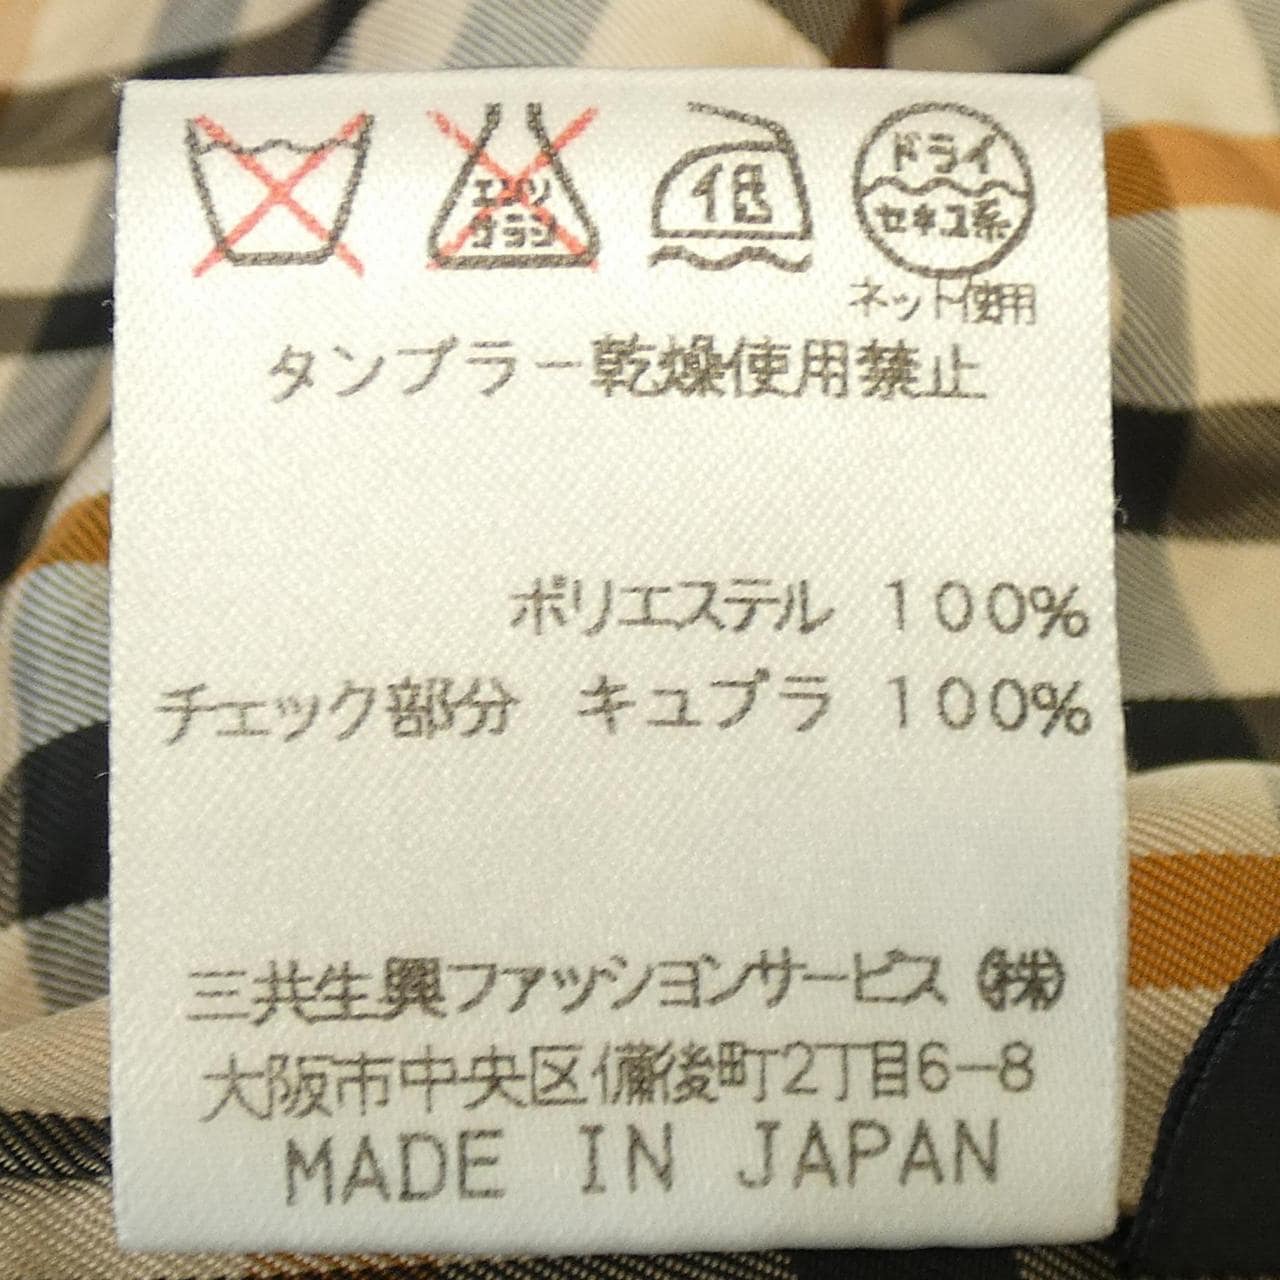 エンソ
サラシ
低
ドライ
セキユ系
ネット使用
タンブラー乾燥使用禁止
ポリエステル 100%
チェック部分 キュプラ 100%
三共生興ファッションサービス ㈱
大阪市中央区備後町2丁目6-8
MADE IN JAPAN